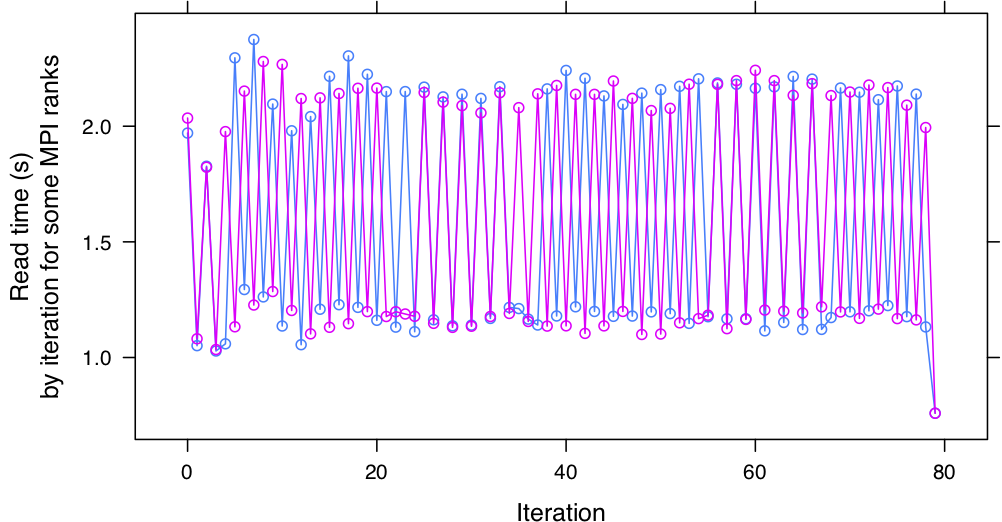 Read time (s)
by iteration for some MPI ranks
2.0
1.5
1.0
0 20 40 60 80
Iteration